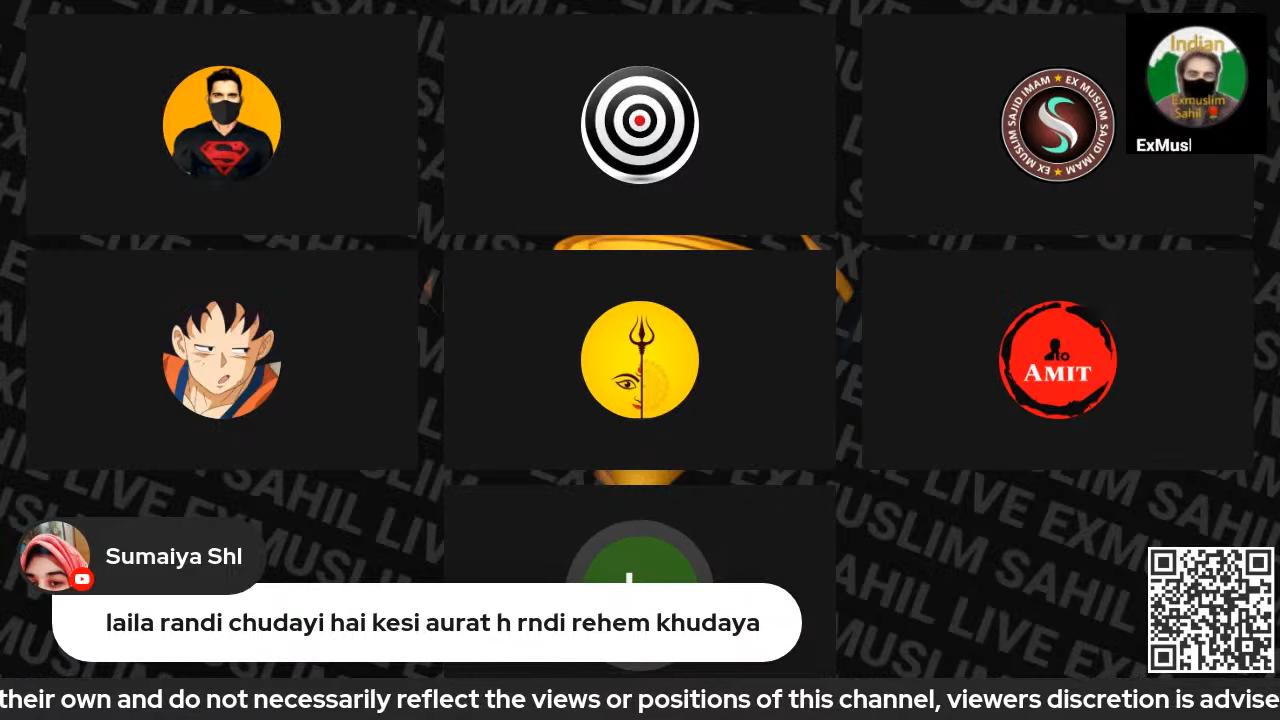 Indian
Exmuslim
Sahil
ExMusl
EX MUSLIM SAJID IMAM ★ EX MUSLIM SAJID IMAM ★
to
AMIT
Sumaiya Shl
laila randi chudayi hai kesi aurat h rndi rehem khudaya
their own and do not necessarily reflect the views or positions of this channel, viewers discretion is advise